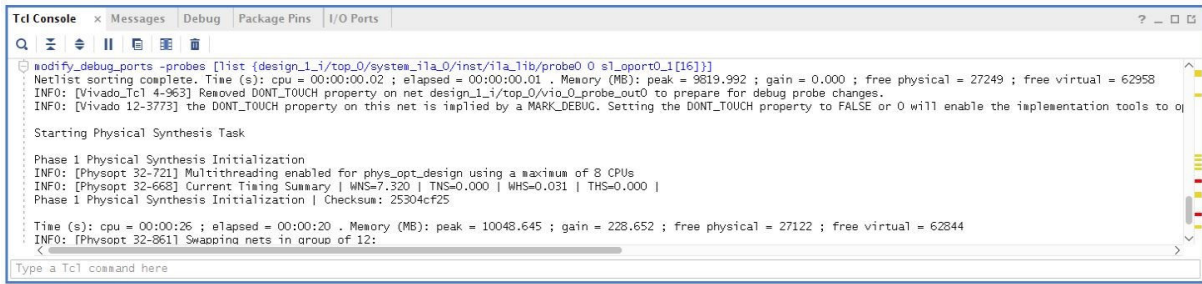 Tcl Console × Messages Debug Package Pins I/O Ports ? _
modify_debug_ports -probes [list {design_1_i/top_0/system_ila_0/inst/ila_lib/probe0 0 sl_oport0_1[16]}]
Netlist sorting complete. Time (s): cpu = 00:00:00.02 ; elapsed = 00:00:00.01 . Memory (MB): peak = 9819.992 ; gain = 0.000 ; free physical = 27249 ; free virtual = 62958
INFO: [Vivado_Tcl 4-963] Removed DONT_TOUCH property on net design_1_i/top_0/vio_0_probe_out0 to prepare for debug probe changes.
INFO: [Vivado 12-3773] the DONT_TOUCH property on this net is implied by a MARK_DEBUG. Setting the DONT_TOUCH property to FALSE or 0 will enable the implementation tools to op
Starting Physical Synthesis Task
Phase 1 Physical Synthesis Initialization
INFO: [Physopt 32-721] Multithreading enabled for phys_opt_design using a maximum of 8 CPUs
INFO: [Physopt 32-668] Current Timing Summary | WNS=7.320 | TNS=0.000 | WHS=0.031 | THS=0.000 |
Phase 1 Physical Synthesis Initialization | Checksum: 25304cf25
Time (s): cpu = 00:00:26 ; elapsed = 00:00:20 . Memory (MB): peak = 10048.645 ; gain = 228.652 ; free physical = 27122 ; free virtual = 62844
INFO: [Physopt 32-861] Swapping nets in group of 12:
Type a Tcl command here